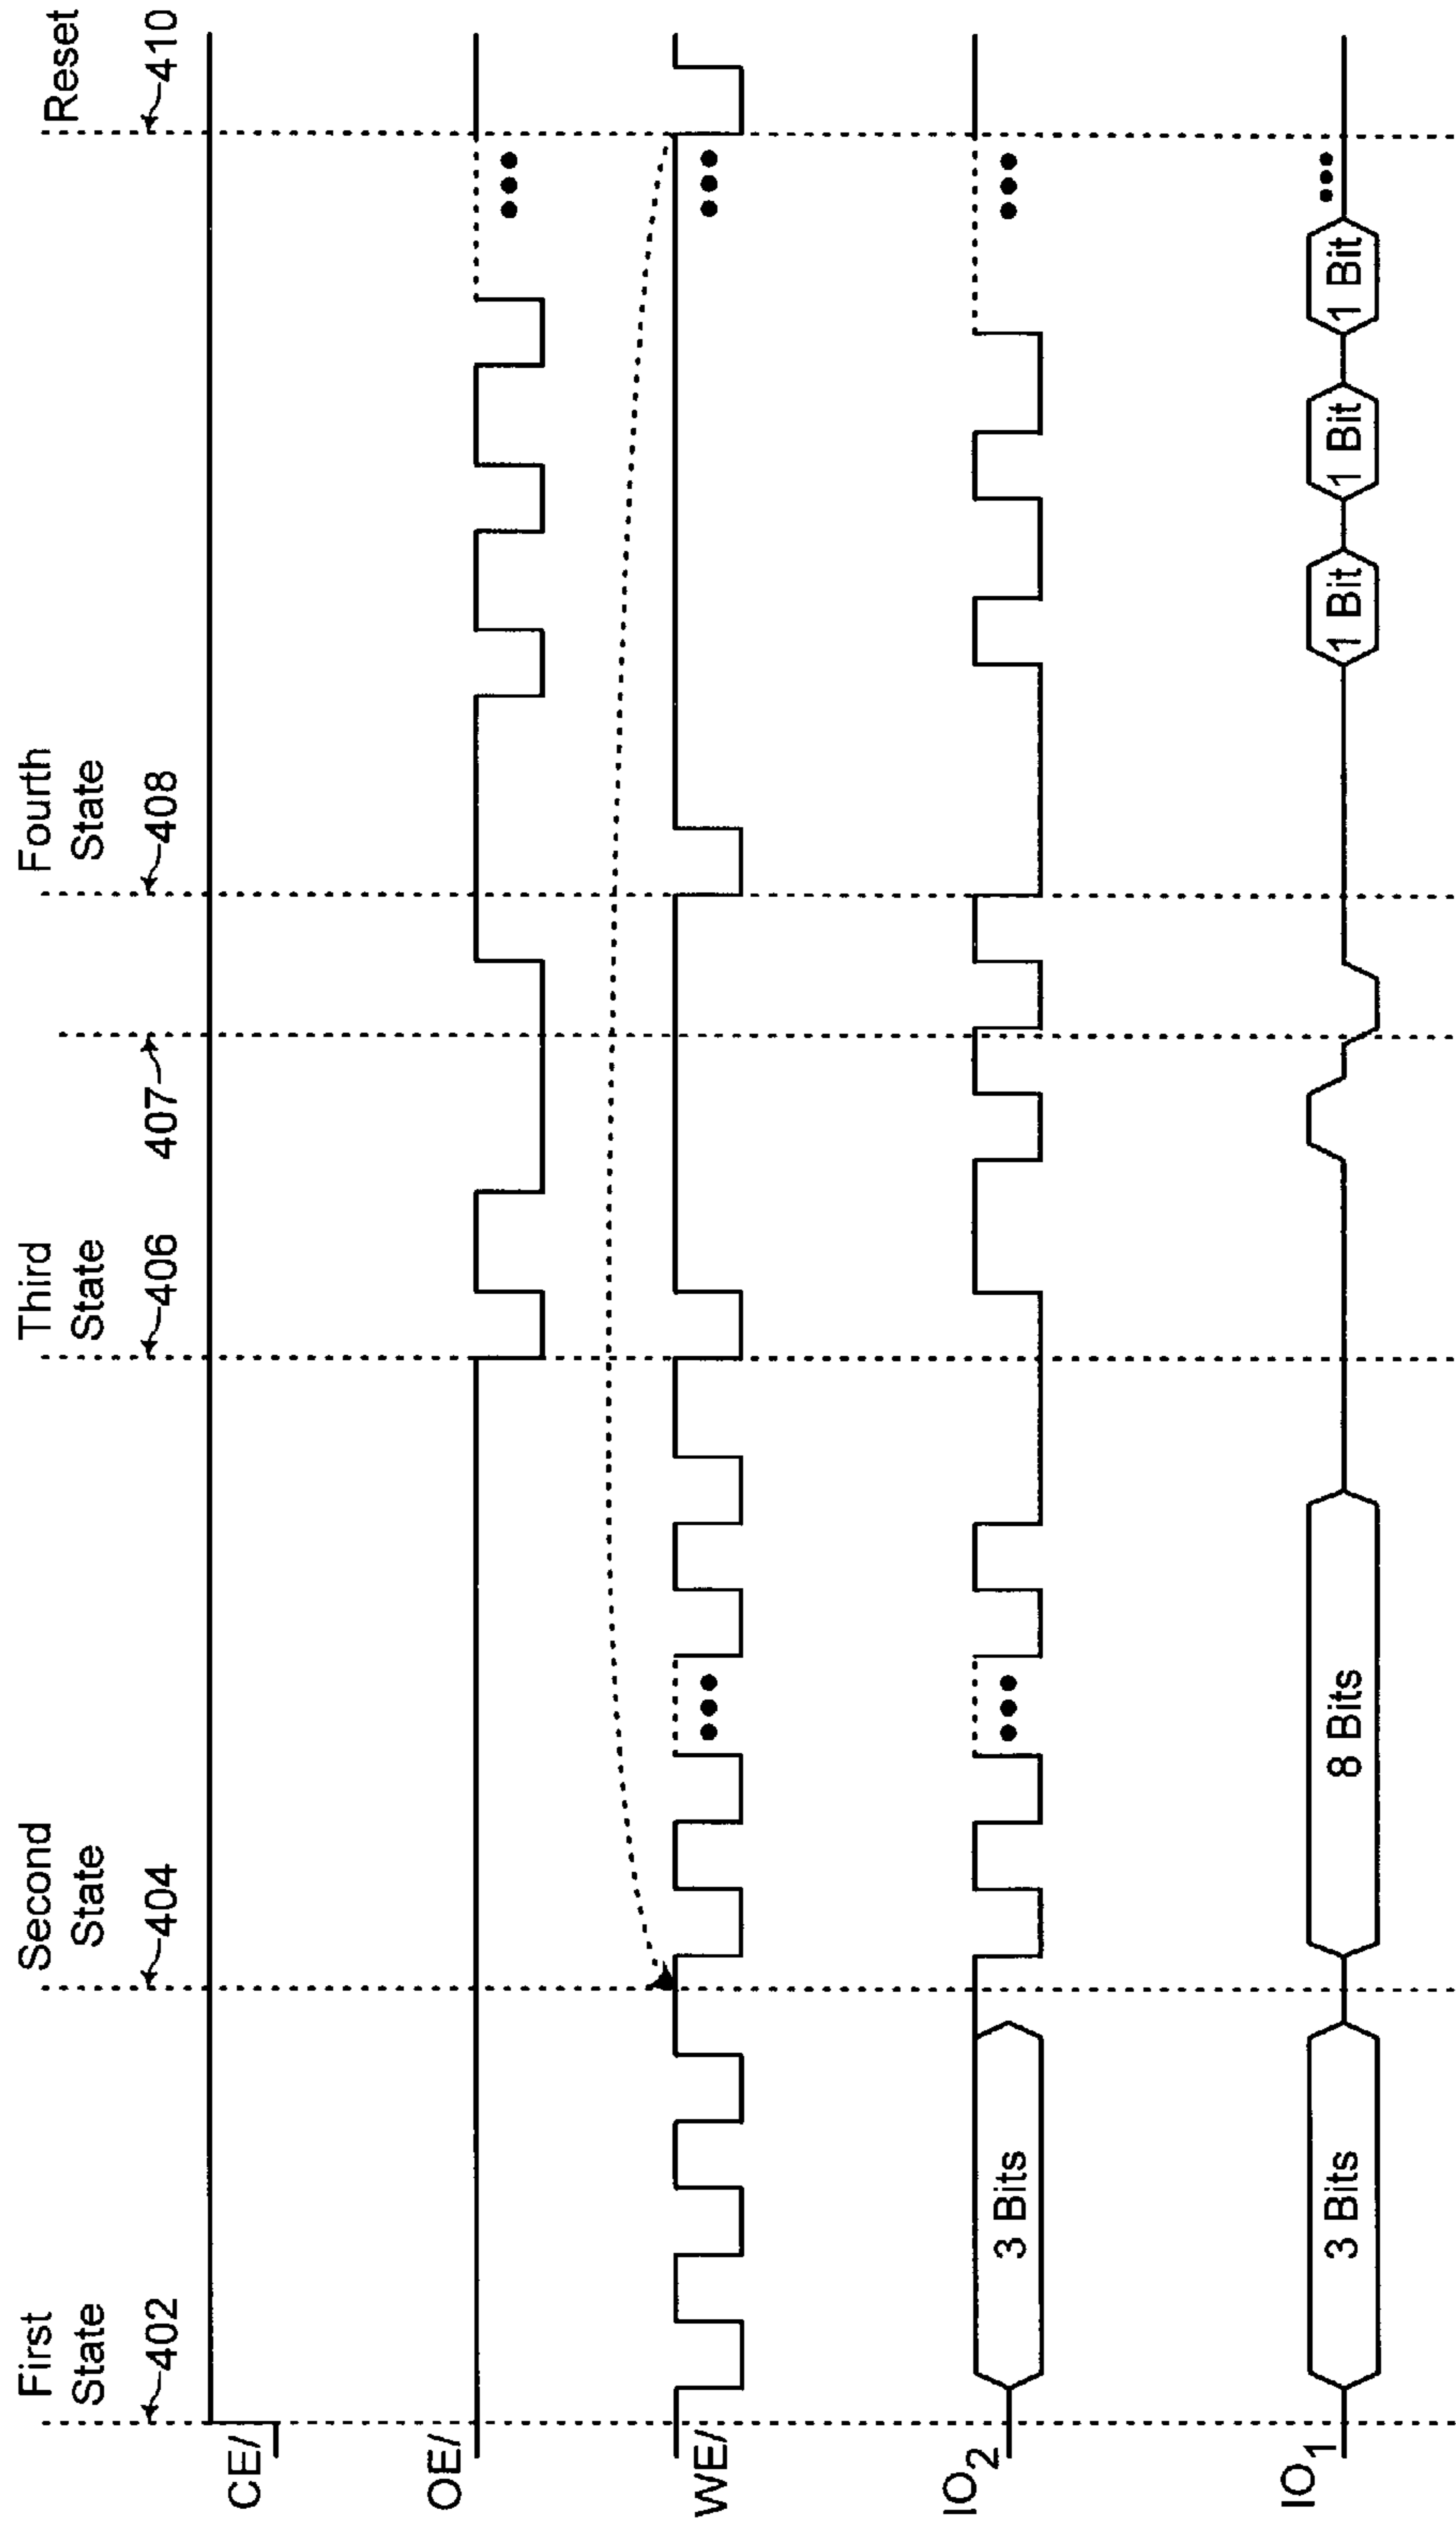 First
State
402
Second
State
404
Third
State
406
407
Fourth
State
408
Reset
410
CE/
OE/
WE/
IO2
3 Bits
IO1
3 Bits
8 Bits
1 Bit
1 Bit
1 Bit